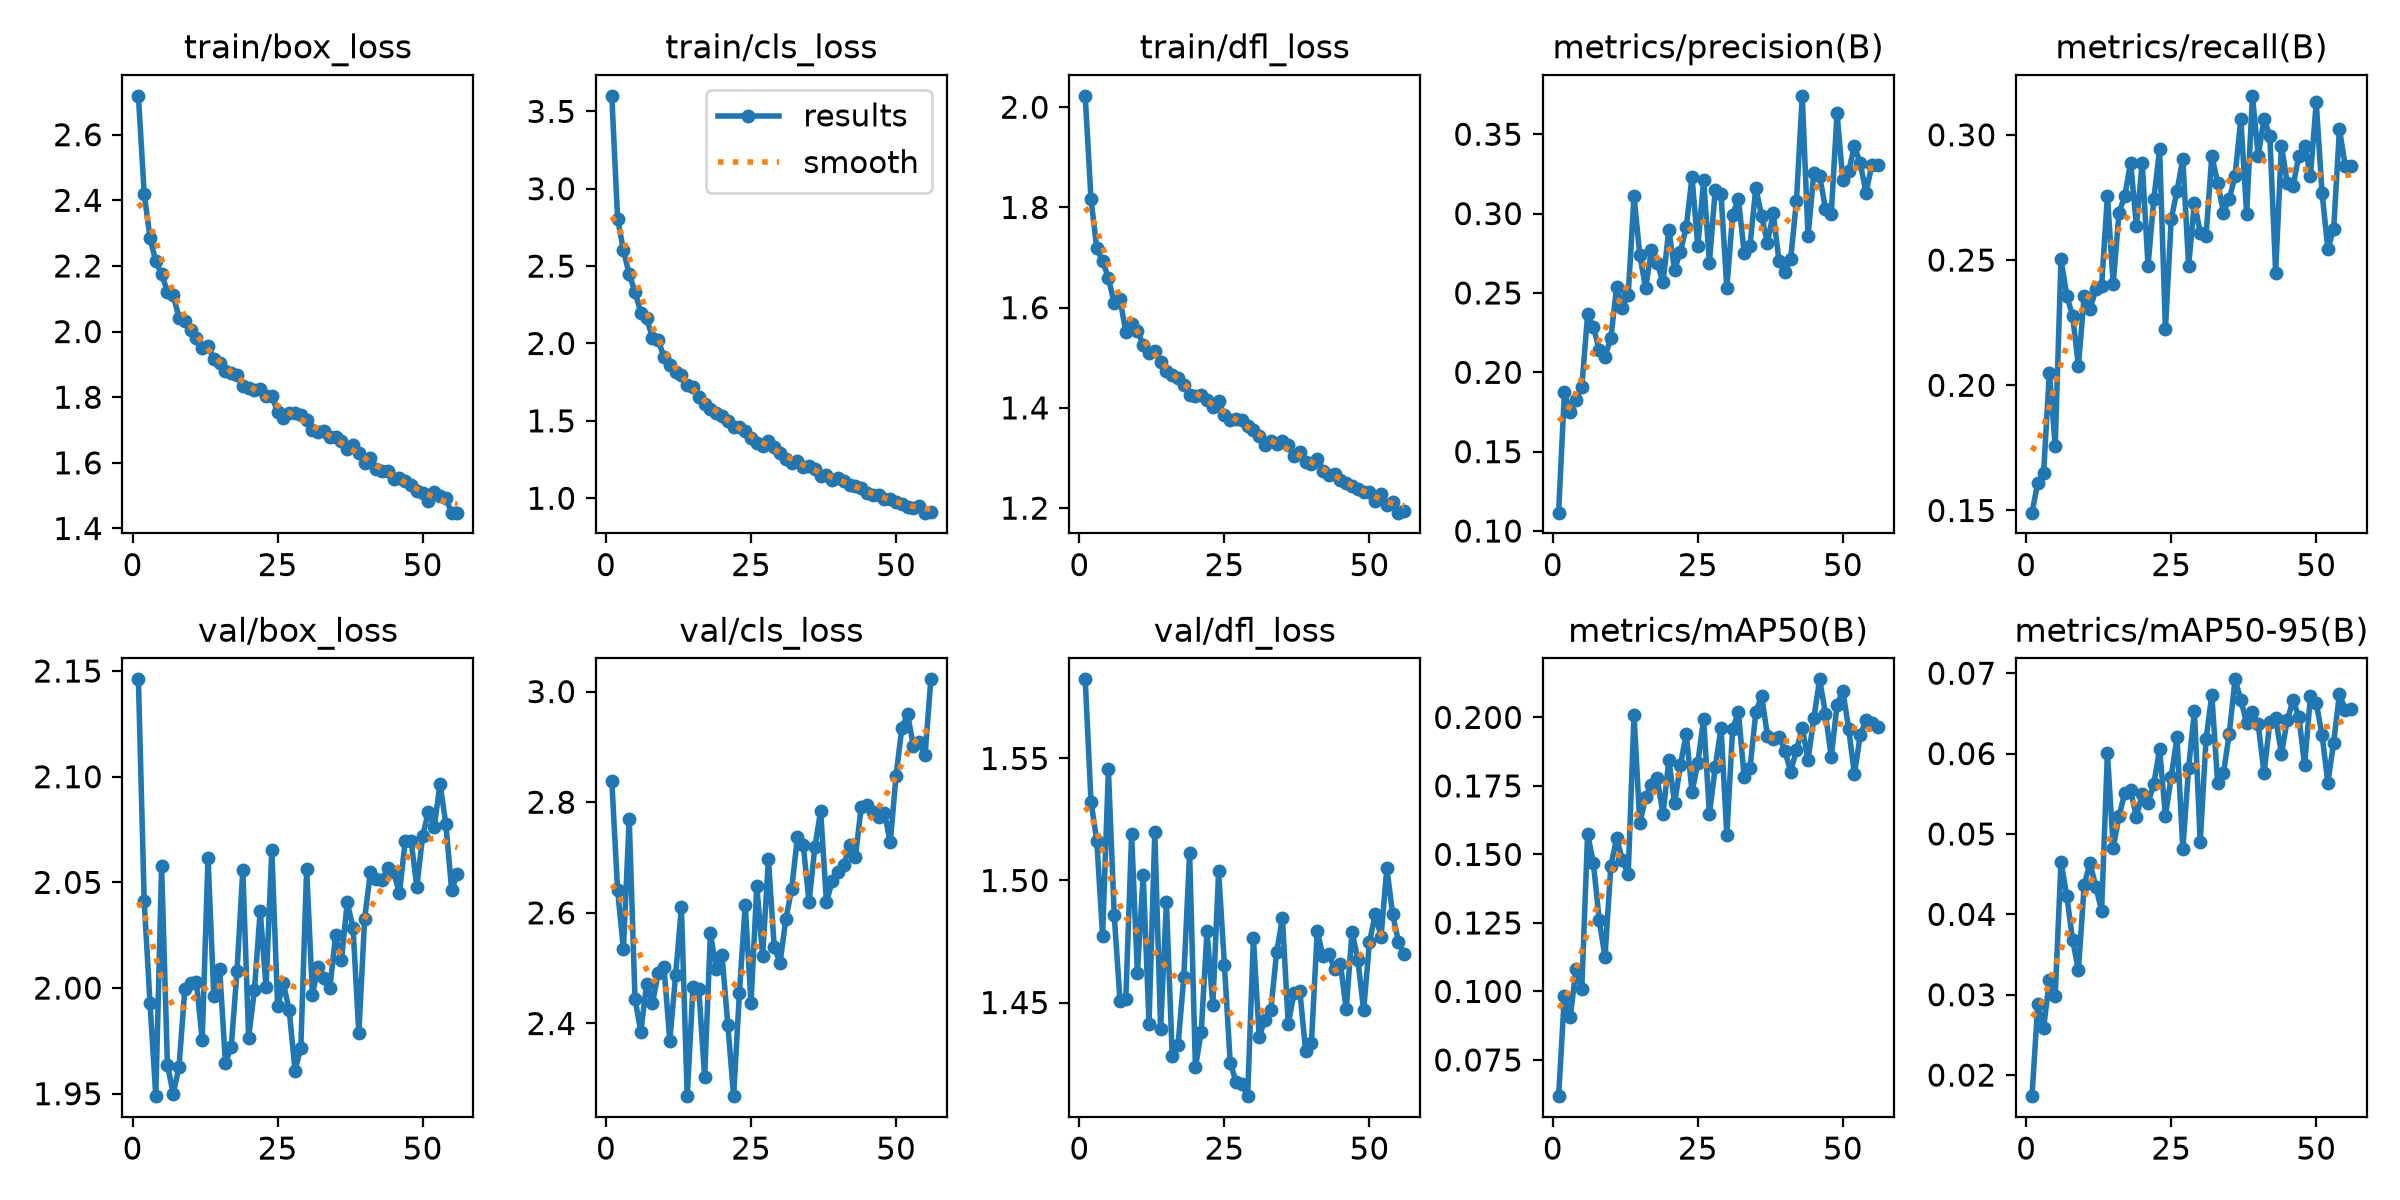 train/box_loss
2.6
2.4
2.2
2.0
1.8
1.6
1.4
0 25 50
train/cls_loss
results
smooth
3.5
3.0
2.5
2.0
1.5
1.0
0 25 50
train/dfl_loss
2.0
1.8
1.6
1.4
1.2
0 25 50
metrics/precision(B)
0.35
0.30
0.25
0.20
0.15
0.10
0 25 50
metrics/recall(B)
0.30
0.25
0.20
0.15
0 25 50
val/box_loss
2.15
2.10
2.05
2.00
1.95
0 25 50
val/cls_loss
3.0
2.8
2.6
2.4
0 25 50
val/dfl_loss
1.55
1.50
1.45
0 25 50
metrics/mAP50(B)
0.200
0.175
0.150
0.125
0.100
0.075
0 25 50
metrics/mAP50-95(B)
0.07
0.06
0.05
0.04
0.03
0.02
0 25 50